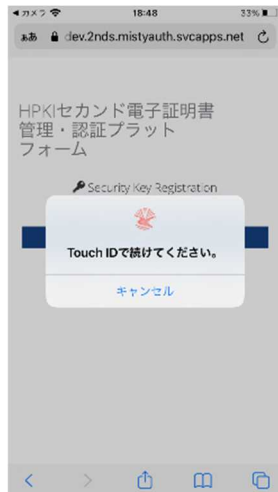 ◀カメラ 18:48 33%
ぁあ dev.2nds.mistyauth.svcapps.net
HPKIセカンド電子証明書
管理・認証プラット
フォーム
Security Key Registration
Touch IDで続けてください。
キャンセル